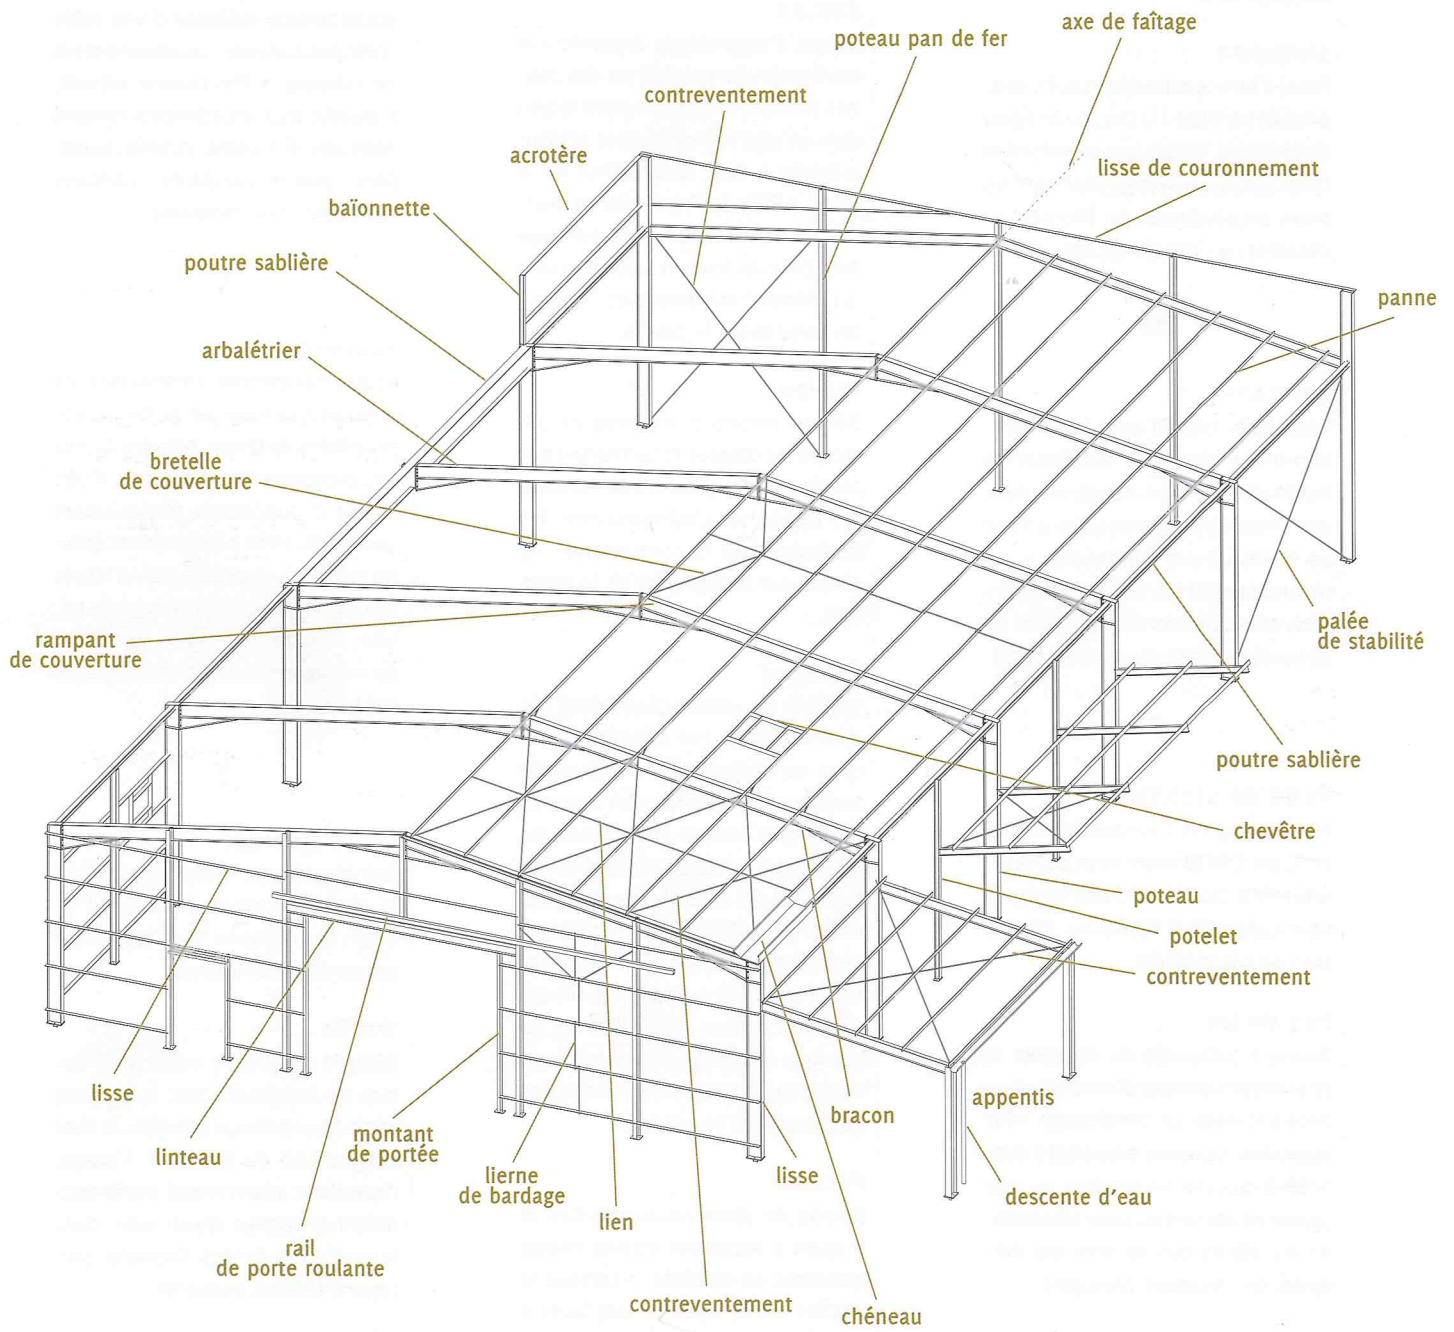 axe de faîtage
poteau pan de fer
contreventement
acrotère
lisse de couronnement
baïonnette
poutre sablière
panne
arbalétrier
bretelle
de couverture
rampant
de couverture
palée
de stabilité
poutre sablière
chevêtre
poteau
potelet
contreventement
appentis
descente d'eau
bracon
lisse
lisse
montant
de portée
linteau
lierne
de bardage
lien
rail
de porte roulante
contreventement
chéneau